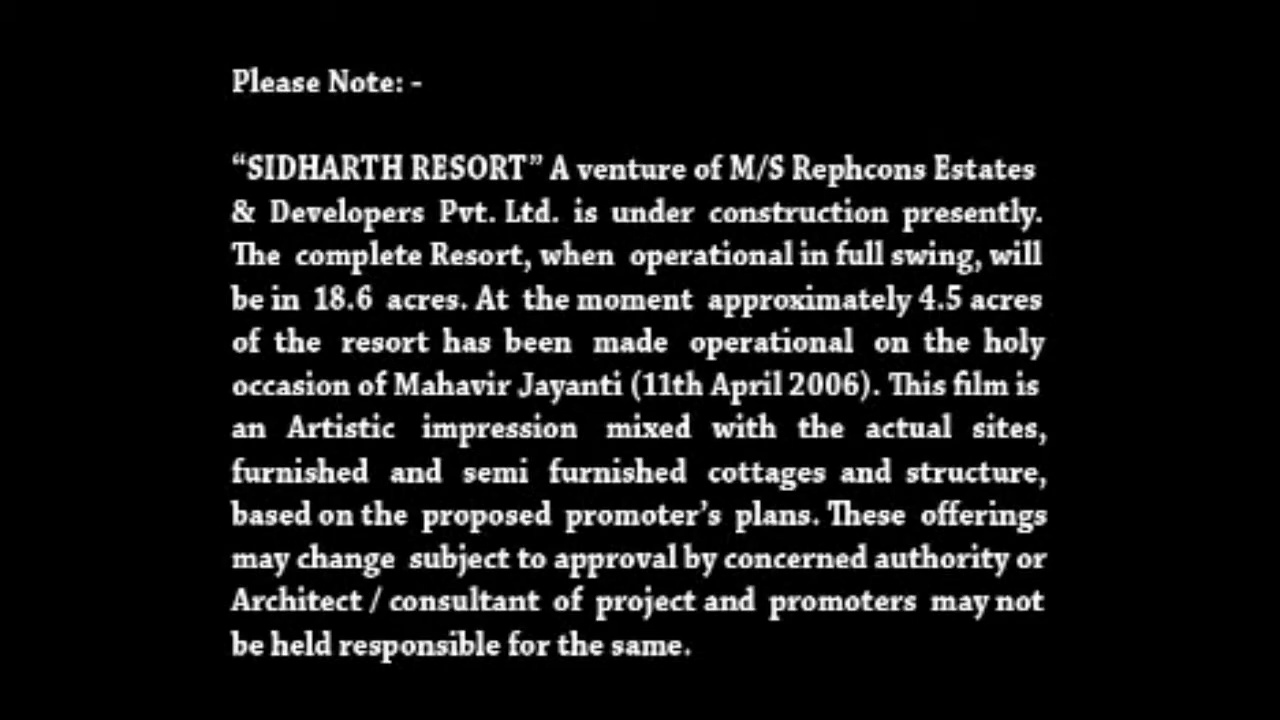 Please Note: -
“SIDHARTH RESORT” A venture of M/S Rephcons Estates
& Developers Pvt. Ltd. is under construction presently.
The complete Resort, when operational in full swing, will
be in 18.6 acres. At the moment approximately 4.5 acres
of the resort has been made operational on the holy
occasion of Mahavir Jayanti (11th April 2006). This film is
an Artistic impression mixed with the actual sites,
furnished and semi furnished cottages and structure,
based on the proposed promoter’s plans. These offerings
may change subject to approval by concerned authority or
Architect / consultant of project and promoters may not
be held responsible for the same.